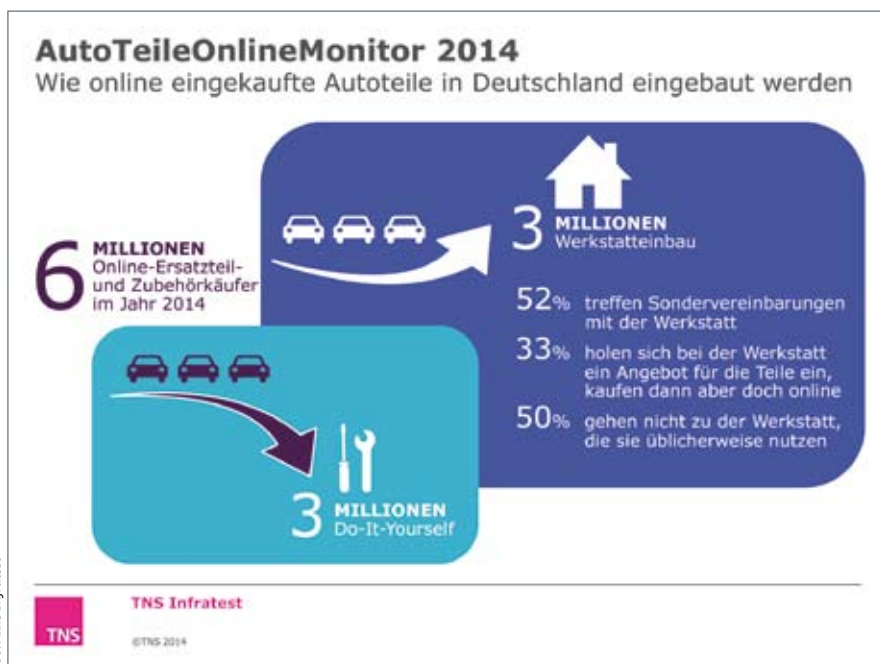 AutoTeileOnlineMonitor 2014
Wie online eingekaufte Autoteile in Deutschland eingebaut werden
6 MILLIONEN
Online-Ersatzteil-
und Zubehörkäufer
im Jahr 2014
3 MILLIONEN
Werkstatteinbau
52% treffen Sondervereinbarungen
mit der Werkstatt
33% holen sich bei der Werkstatt
ein Angebot für die Teile ein,
kaufen dann aber doch online
50% gehen nicht zu der Werkstatt,
die sie üblicherweise nutzen
3 MILLIONEN
Do-It-Yourself
TNS
TNS Infratest
©TNS 2014